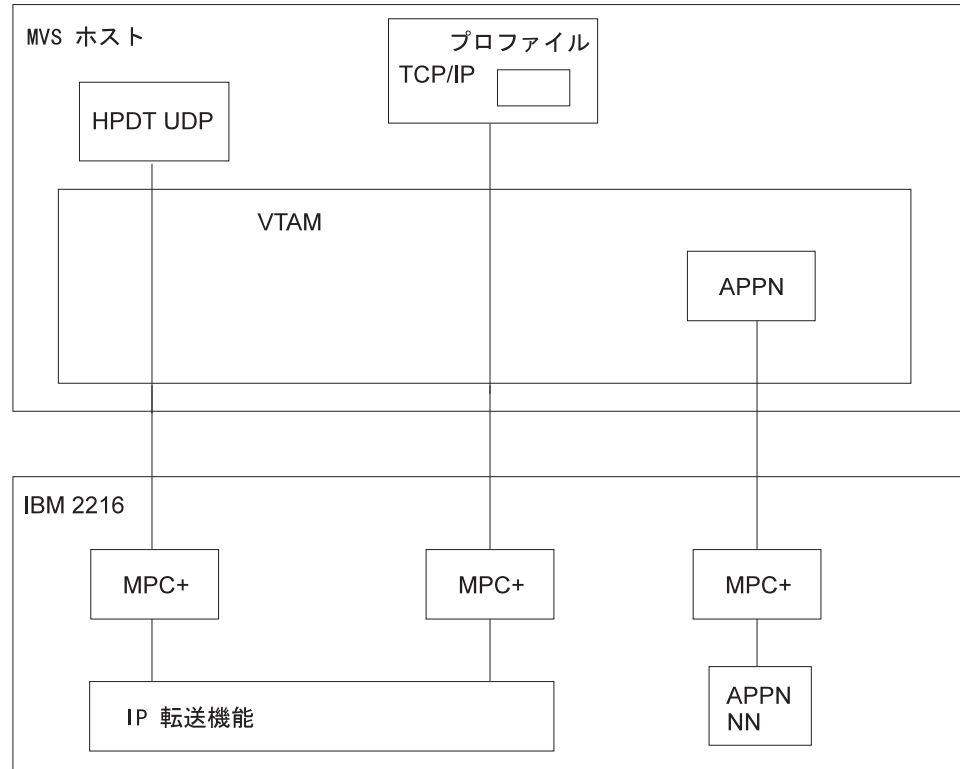 MVS ホスト
プロファイル
TCP/IP
HPDT UDP
VTAM
APPN
IBM 2216
MPC+
MPC+
MPC+
IP 転送機能
APPN
NN